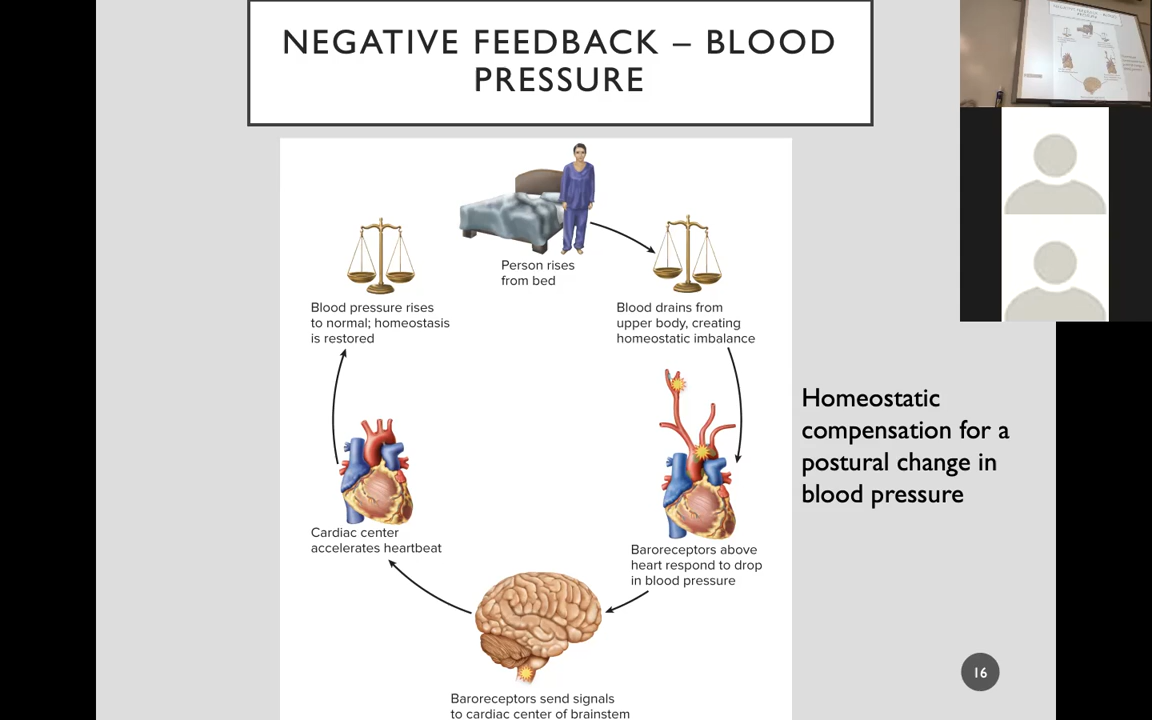 NEGATIVE FEEDBACK – BLOOD
PRESSURE
Person rises
from bed
Blood pressure rises
to normal; homeostasis
is restored
Blood drains from
upper body, creating
homeostatic imbalance
Homeostatic
compensation for a
postural change in
blood pressure
Cardiac center
accelerates heartbeat
Baroreceptors above
heart respond to drop
in blood pressure
Baroreceptors send signals
to cardiac center of brainstem
16